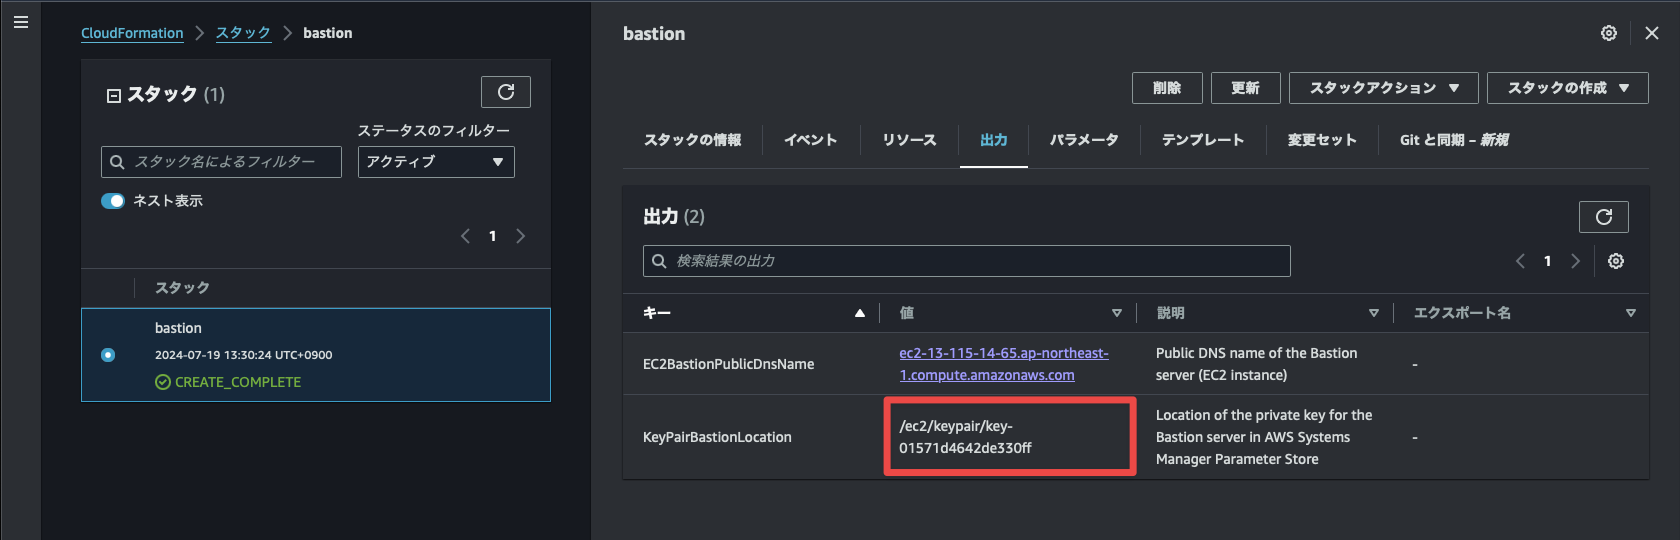 CloudFormation > スタック > bastion
スタック (1)
ステータスのフィルター
スタック名によるフィルター
アクティブ
ネスト表示
1
スタック
bastion
2024-07-19 13:30:24 UTC+0900
CREATE_COMPLETE
bastion
削除 更新 スタックアクション スタックの作成
スタックの情報 イベント リソース 出力 パラメータ テンプレート 変更セット Git と同期 – 新規
出力 (2)
検索結果の出力
1
キー 値 説明 エクスポート名
EC2BastionPublicDnsName
ec2-13-115-14-65.ap-northeast-
1.compute.amazonaws.com
Public DNS name of the Bastion
server (EC2 instance)
-
KeyPairBastionLocation
/ec2/keypair/key-
01571d4642de330ff
Location of the private key for the
Bastion server in AWS Systems
Manager Parameter Store
-